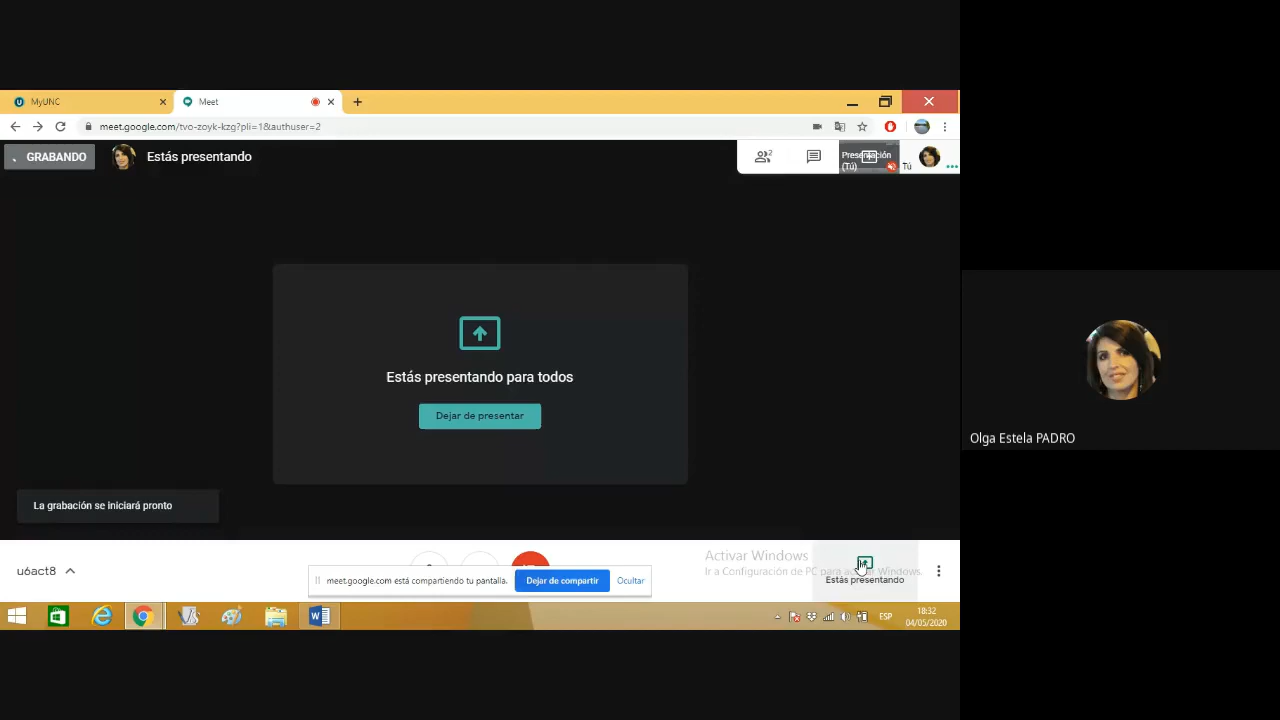 MyUNC
Meet
meet.google.com/tvo-zoyk-kzg?pli=1&authuser=2
GRABANDO
Estás presentando
2
Presentación
(Tú)
Tú
Estás presentando para todos
Dejar de presentar
Olga Estela PADRO
La grabación se iniciará pronto
Activar Windows
Ir a Configuración de PC para activar Windows.
u6act8
meet.google.com está compartiendo tu pantalla.
Dejar de compartir
Ocultar
Estás presentando
ESP
18:32
04/05/2020